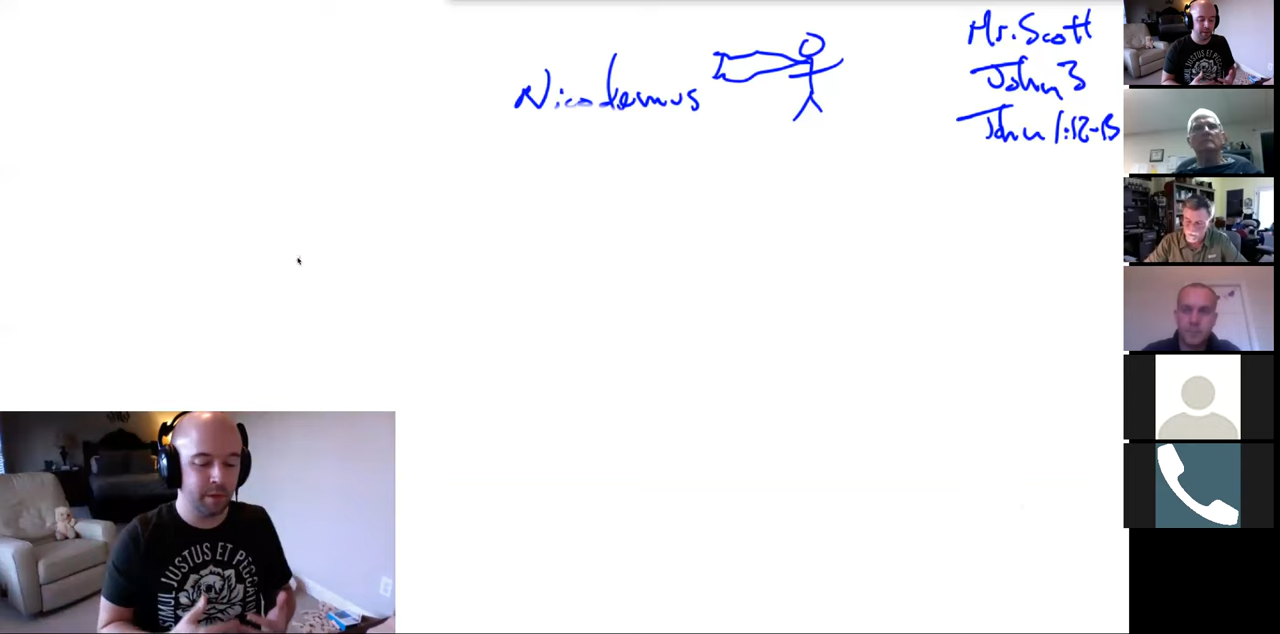 Nicodemus
Mr. Scott
John 3
John 1:12-13
SIMUL JUSTUS ET PECCATOR